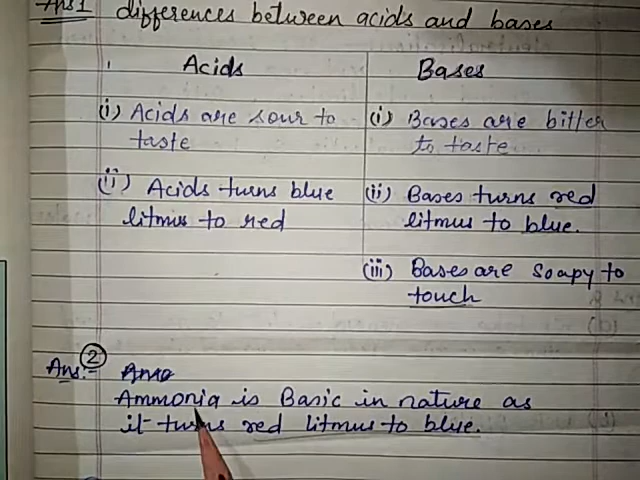 Ans 1 differences between acids and bases
Acids
Bases
(i) Acids are sour to
taste
(i) Bases are bitter
to taste
(ii) Acids turns blue
litmus to red
(ii) Bases turns red
litmus to blue.
(iii) Bases are soapy to
touch
Ans:- 2
Ammonia is Basic in nature as
it turns red litmus to blue.